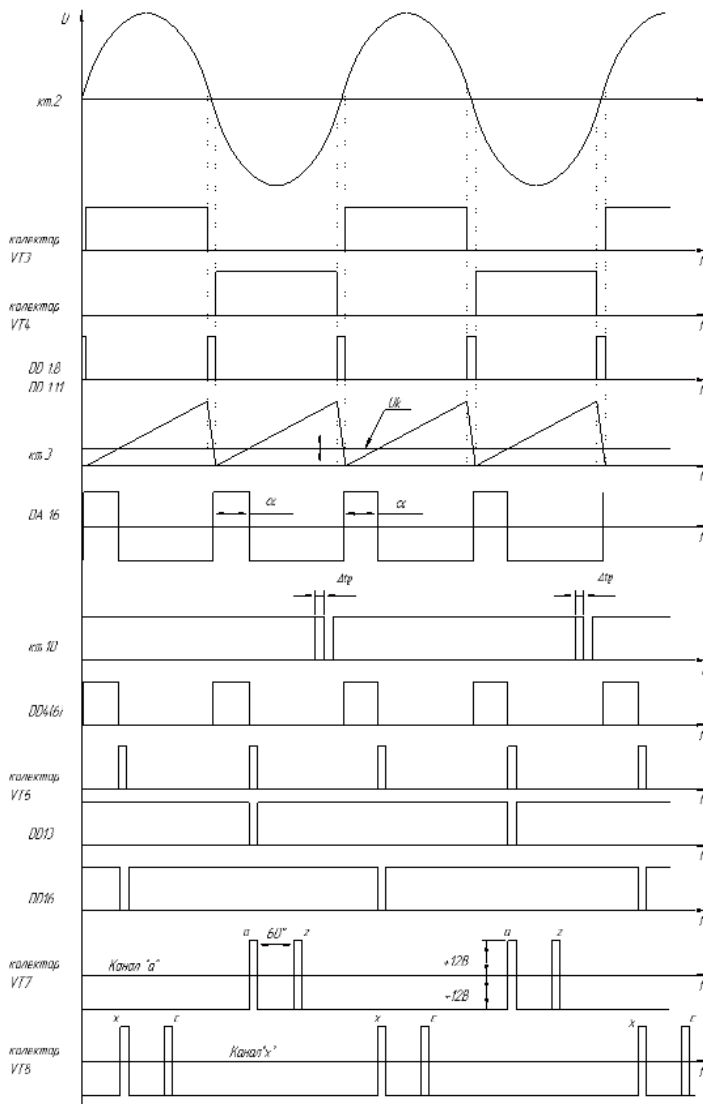 U
кт.2
t
колектор
VT3
t
колектор
VT4
t
DD 1.8
DD 1.11
t
Uk
кт 3
t
α
α
DA 16
t
Δtφ
Δtφ
кт 10
t
DD4(6)
t
колектор
VT6
t
DD13
t
DD16
t
a
60°
z
a
z
+12В
-12В
Канал "a"
колектор
VT7
t
x
c
x
c
x
c
Канал"x"
колектор
VT8
t